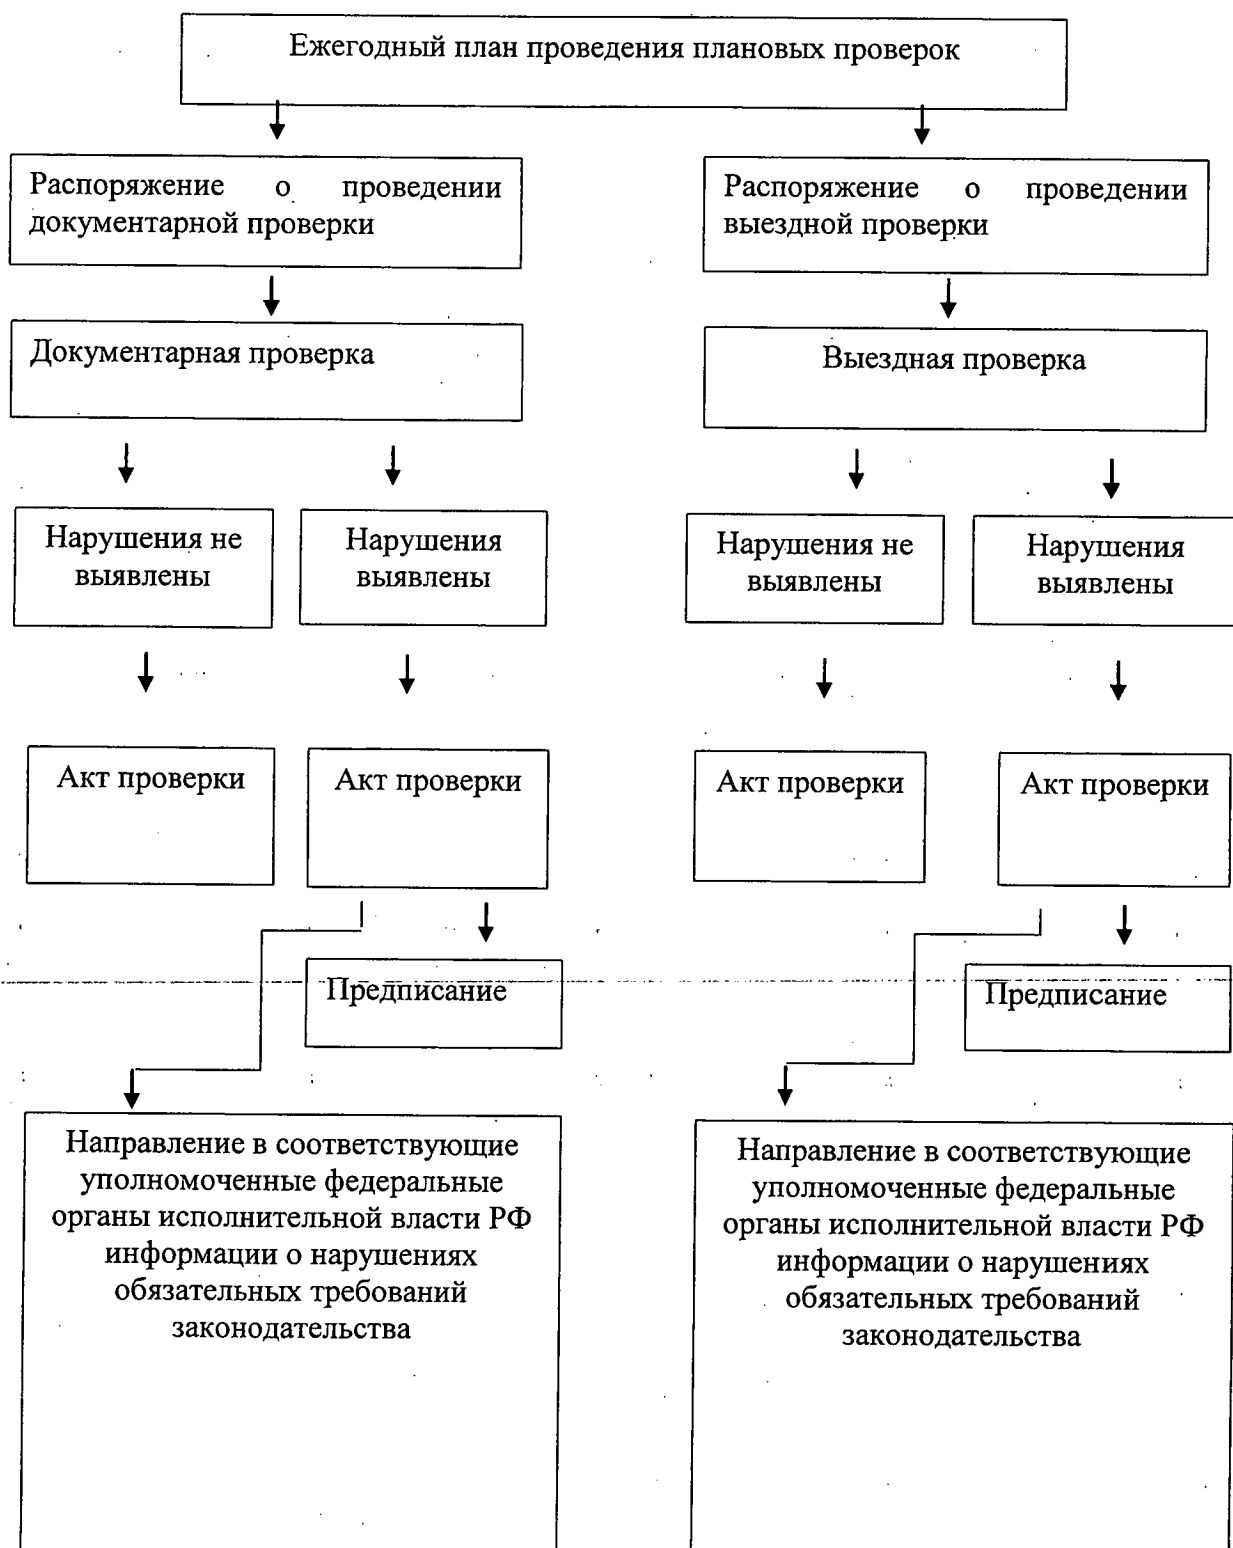 Ежегодный план проведения плановых проверок
Распоряжение о проведении
документарной проверки
Распоряжение о проведении
выездной проверки
Документарная проверка
Выездная проверка
Нарушения не
выявлены
Нарушения
выявлены
Нарушения не
выявлены
Нарушения
выявлены
Акт проверки
Акт проверки
Акт проверки
Акт проверки
Предписание
Предписание
Направление в соответствующие
уполномоченные федеральные
органы исполнительной власти РФ
информации о нарушениях
обязательных требований
законодательства
Направление в соответствующие
уполномоченные федеральные
органы исполнительной власти РФ
информации о нарушениях
обязательных требований
законодательства